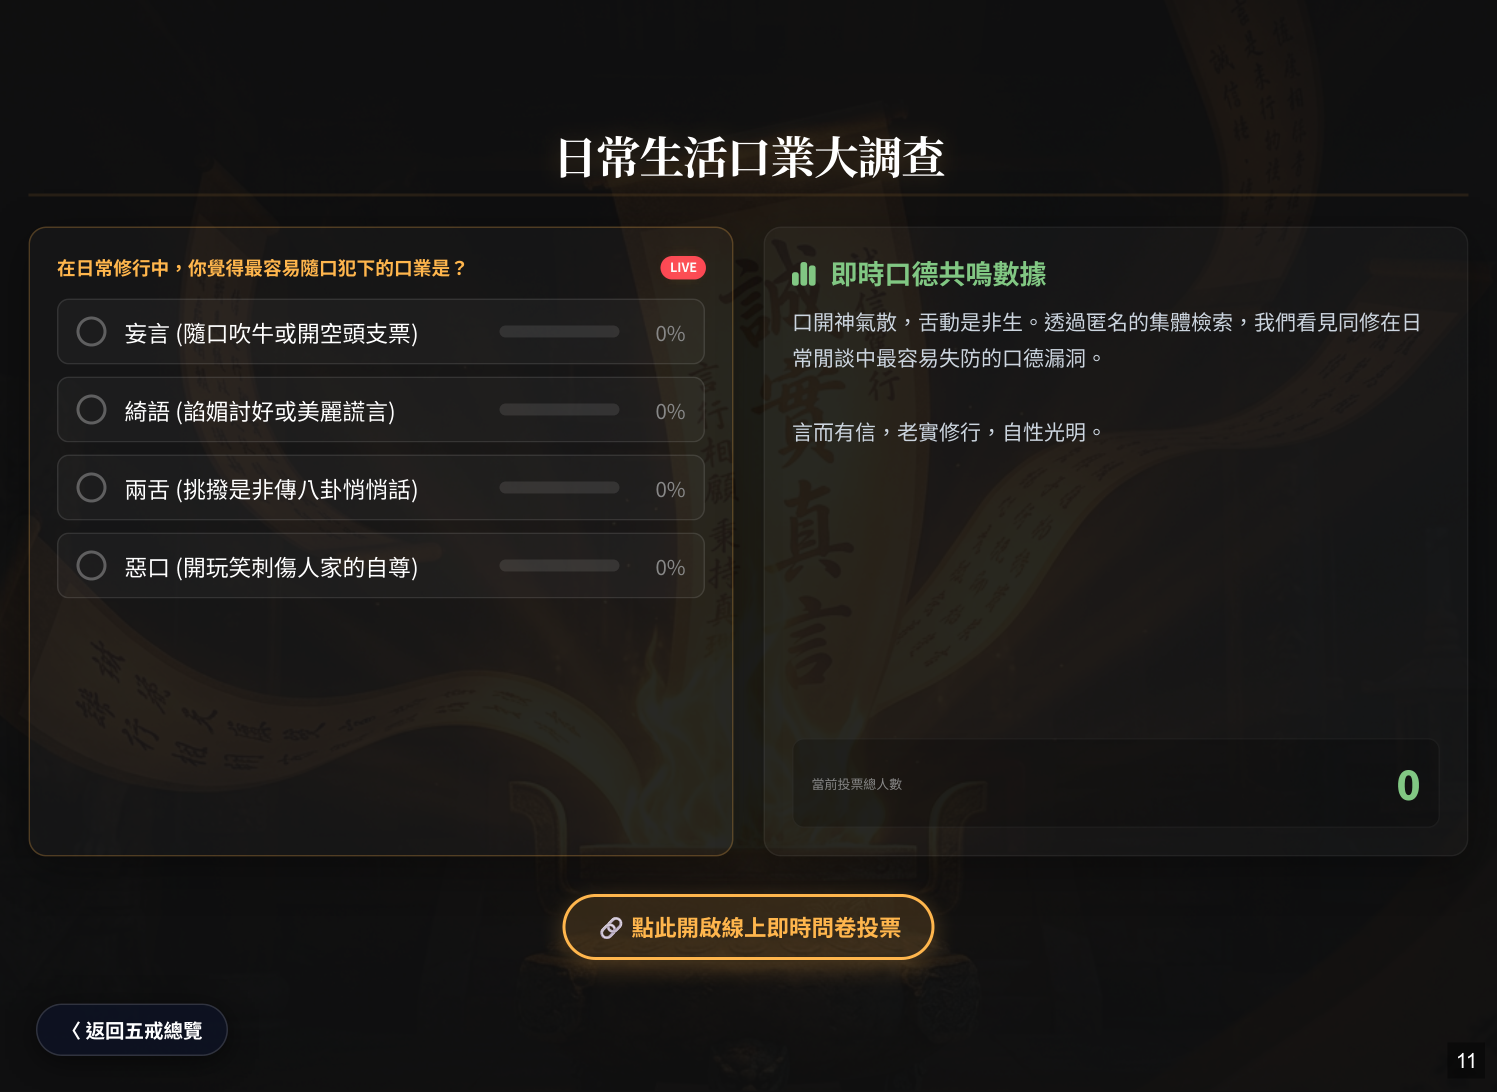 日常生活口業大調查
在日常修行中，你覺得最容易隨口犯下的口業是？
LIVE
妄言 (隨口吹牛或開空頭支票)
0%
綺語 (諂媚討好或美麗謊言)
0%
兩舌 (挑撥是非傳八卦悄悄話)
0%
惡口 (開玩笑刺傷人家的自尊)
0%
即時口德共鳴數據
口開神氣散，舌動是非生。透過匿名的集體檢索，我們看見同修在日
常閒談中最容易失防的口德漏洞。
言而有信，老實修行，自性光明。
當前投票總人數
0
點此開啟線上即時問卷投票
〈 返回五戒總覽
11
誠實真言
言行相顧